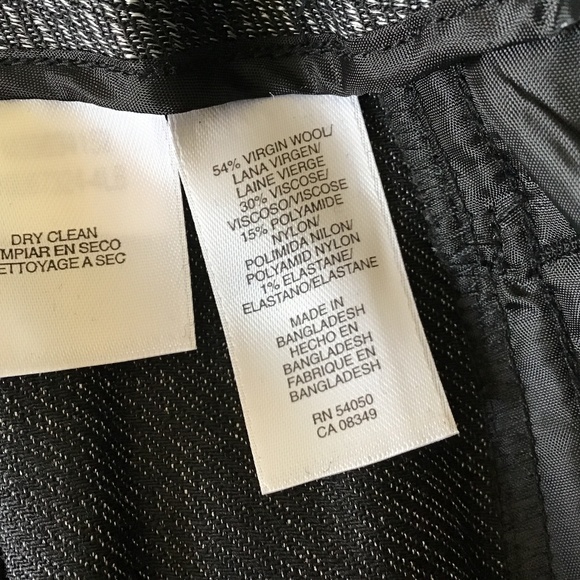 DRY CLEAN
MPIAR EN SECO
ETTOYAGE A SEC
54% VIRGIN WOOL/
LANA VIRGEN/
LAINE VIERGE
30% VISCOSE/
VISCOSO/VISCOSE
15% POLYAMIDE
NYLON/
POLIMIDA NILON/
POLYAMID NYLON
1% ELASTANE/
ELASTANO/ELASTANE
MADE IN
BANGLADESH
HECHO EN
BANGLADESH
FABRIQUE EN
BANGLADESH
RN 54050
CA 08349